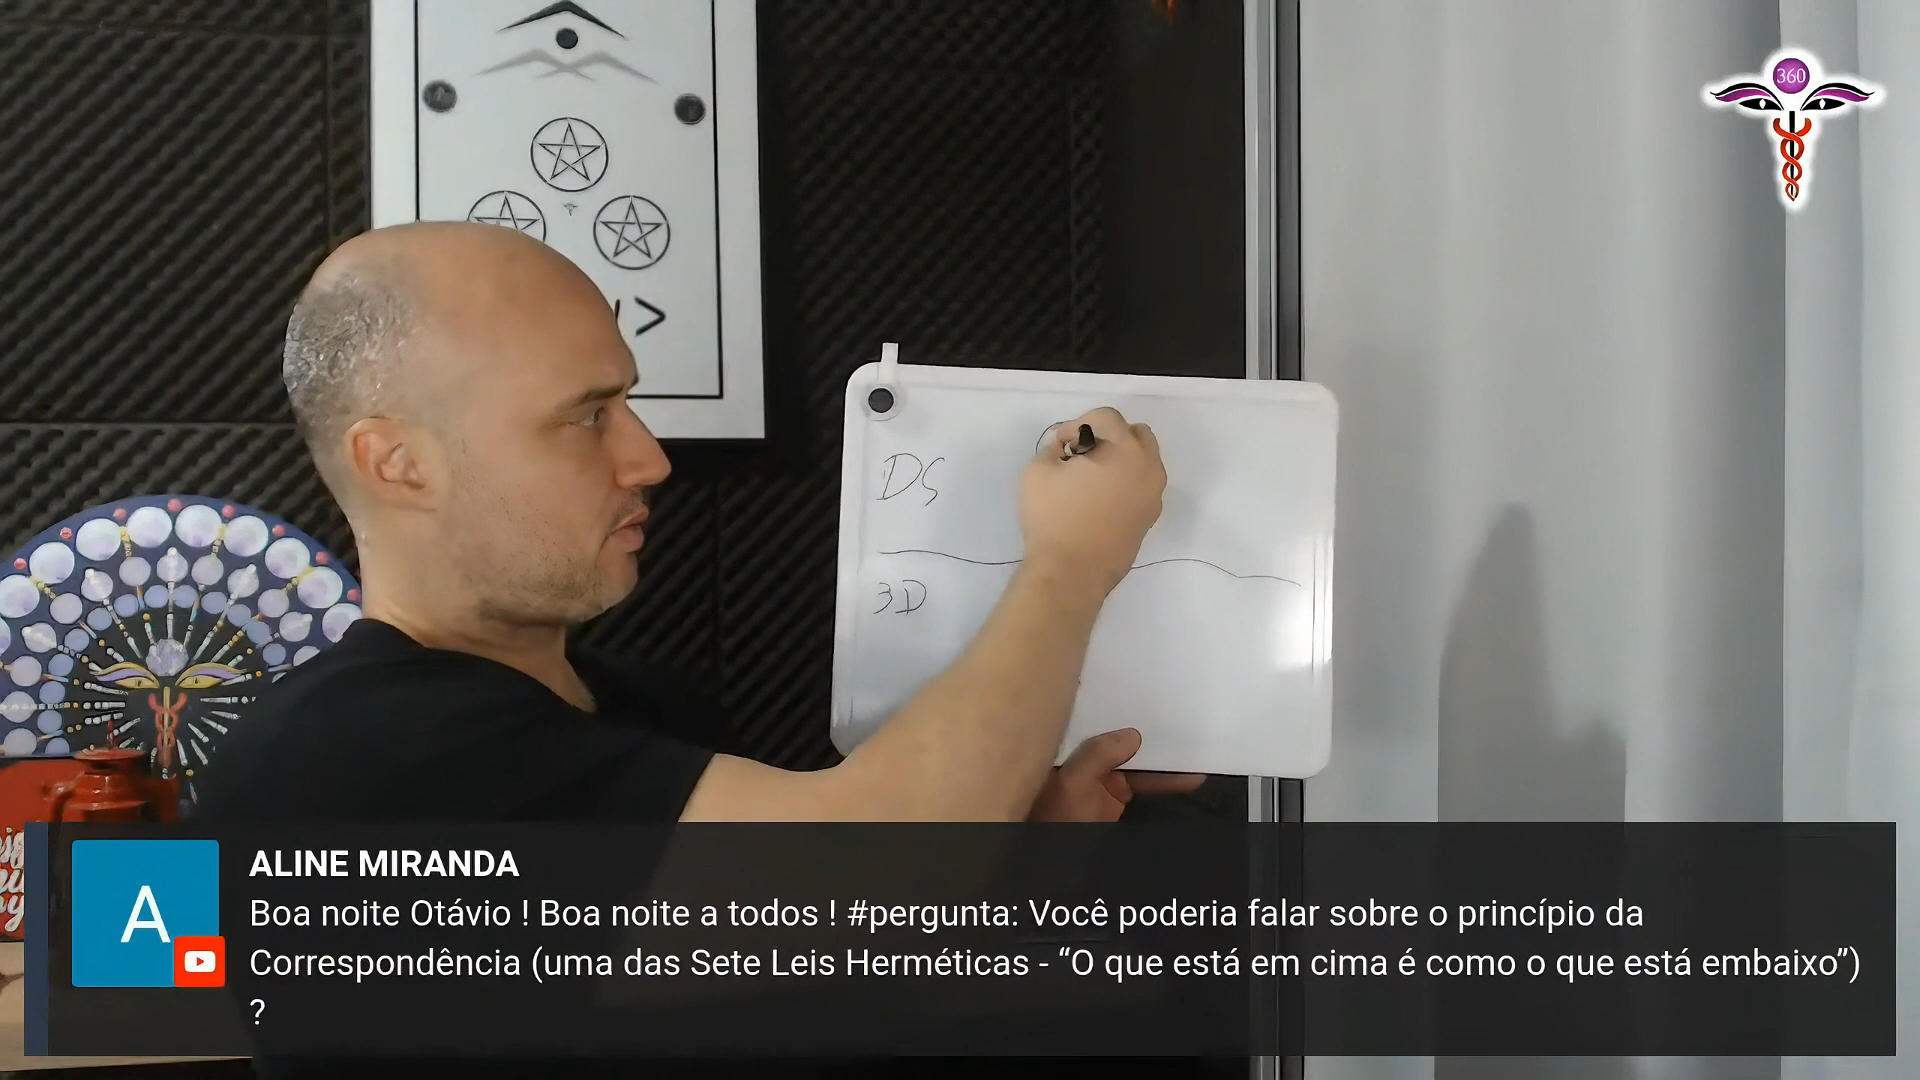 360
>
DS
3D
ALINE MIRANDA
A
Boa noite Otávio ! Boa noite a todos ! #pergunta: Você poderia falar sobre o princípio da
Correspondência (uma das Sete Leis Herméticas - “O que está em cima é como o que está embaixo”)
?